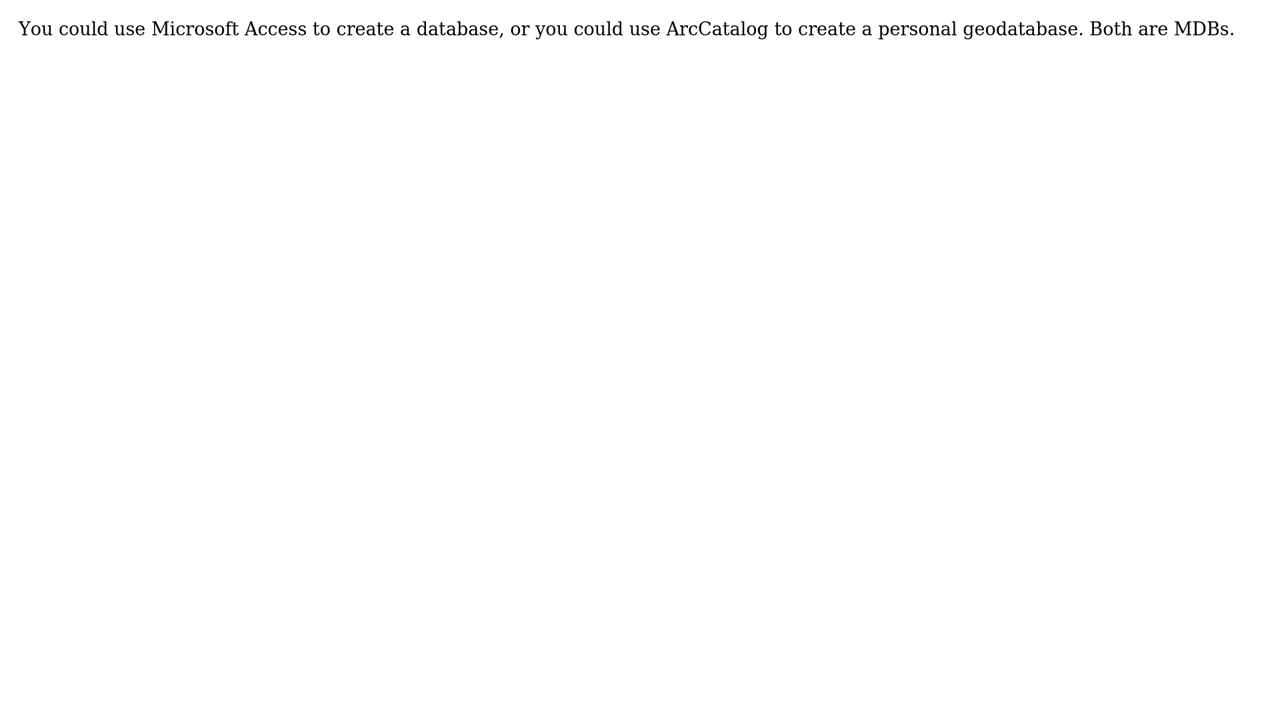 You could use Microsoft Access to create a database, or you could use ArcCatalog to create a personal geodatabase. Both are MDBs.